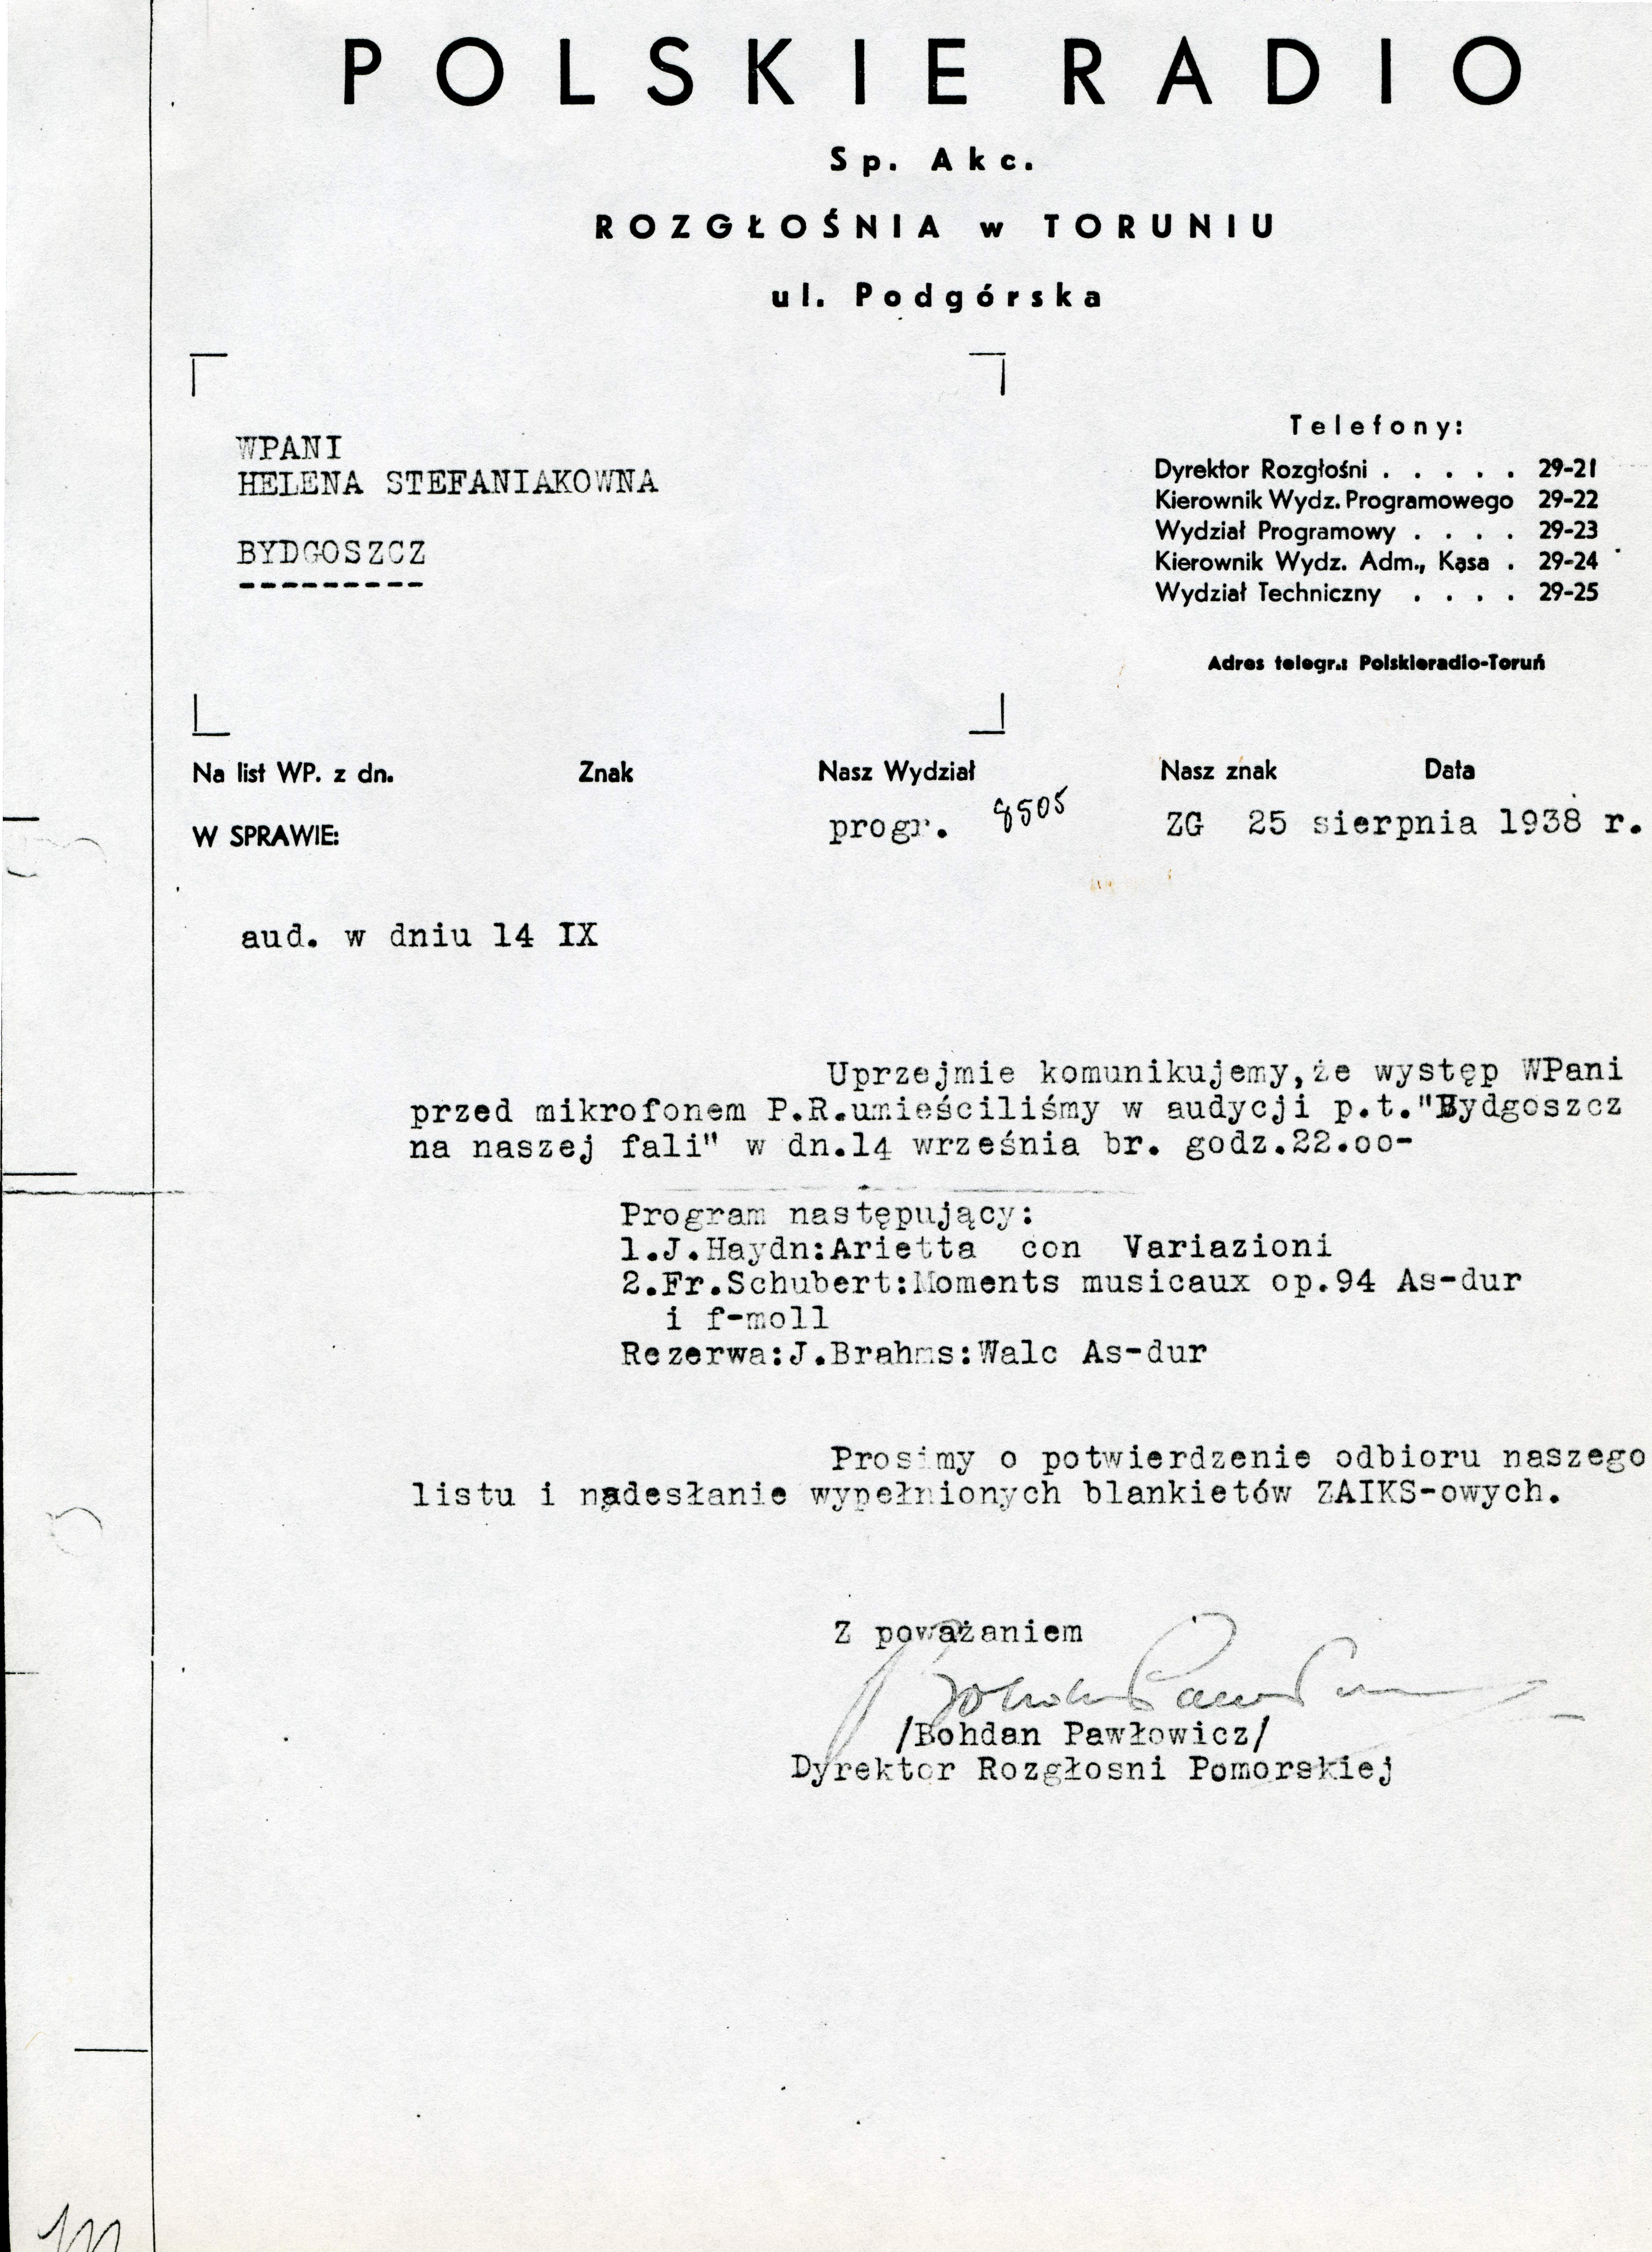 POLSKIE RADIO
Sp. Akc.
ROZGŁOŚNIA w TORUNIU
ul. Podgórska
WPANI
HELENA STEFANIAKOWNA
BYDGOSZCZ
---------
Telefony:
Dyrektor Rozgłośni . . . . . 29-21
Kierownik Wydz. Programowego 29-22
Wydział Programowy . . . . 29-23
Kierownik Wydz. Adm., Kąsa . 29-24
Wydział Techniczny . . . . 29-25
Adres telegr.: Polskieradio-Toruń
Na list WP. z dn. Znak Nasz Wydział Nasz znak Data
W SPRAWIE: progr. 8505 ZG 25 sierpnia 1938 r.
aud. w dniu 14 IX
Uprzejmie komunikujemy,że występ WPani
przed mikrofonem P.R.umieściliśmy w audycji p.t."Bydgoszcz
na naszej fali" w dn.14 września br. godz.22.oo-
Program następujący:
1.J.Haydn:Arietta con Variazioni
2.Fr.Schubert:Moments musicaux op.94 As-dur
i f-moll
Rezerwa:J.Brahms:Walc As-dur
Prosimy o potwierdzenie odbioru naszego
listu i nadesłanie wypełnionych blankietów ZAIKS-owych.
Z poważaniem
/Bohdan Pawłowicz/
Dyrektor Rozgłosni Pomorskiej